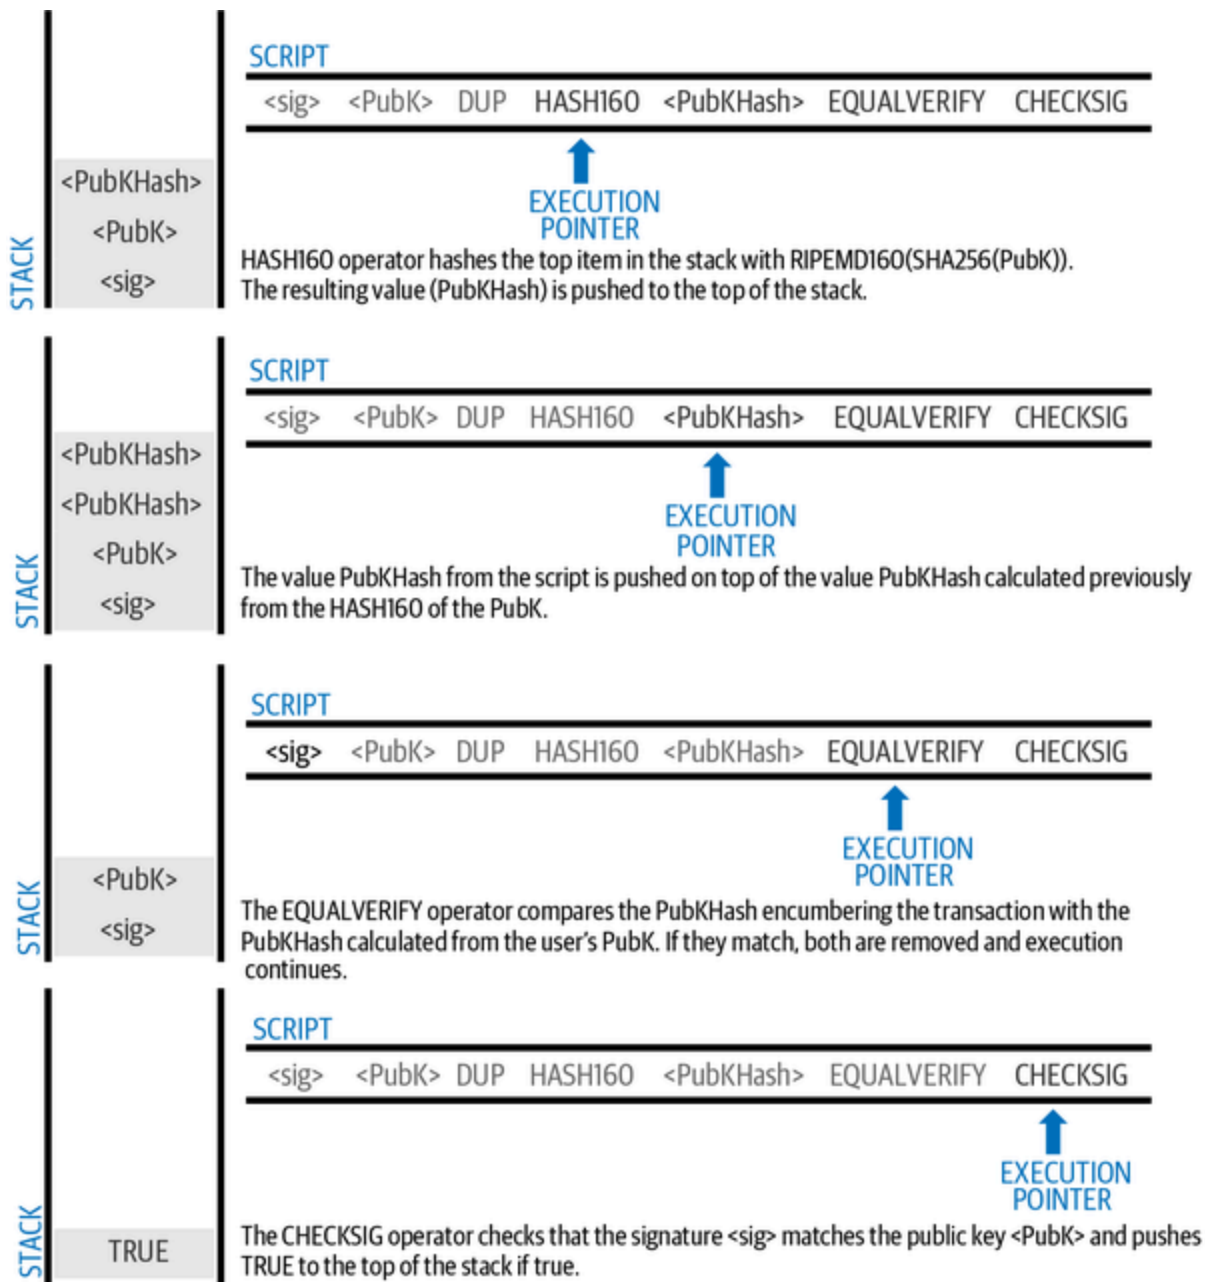 SCRIPT
<sig> <PubK> DUP HASH160 <PubKHash> EQUALVERIFY CHECKSIG
EXECUTION
POINTER
<PubKHash>
<PubK>
<sig>
STACK
HASH160 operator hashes the top item in the stack with RIPEMD160(SHA256(PubK)).
The resulting value (PubKHash) is pushed to the top of the stack.
SCRIPT
<sig> <PubK> DUP HASH160 <PubKHash> EQUALVERIFY CHECKSIG
EXECUTION
POINTER
<PubKHash>
<PubKHash>
<PubK>
<sig>
STACK
The value PubKHash from the script is pushed on top of the value PubKHash calculated previously
from the HASH160 of the PubK.
SCRIPT
<sig> <PubK> DUP HASH160 <PubKHash> EQUALVERIFY CHECKSIG
EXECUTION
POINTER
<PubK>
<sig>
STACK
The EQUALVERIFY operator compares the PubKHash encumbering the transaction with the
PubKHash calculated from the user's PubK. If they match, both are removed and execution
continues.
SCRIPT
<sig> <PubK> DUP HASH160 <PubKHash> EQUALVERIFY CHECKSIG
EXECUTION
POINTER
TRUE
STACK
The CHECKSIG operator checks that the signature <sig> matches the public key <PubK> and pushes
TRUE to the top of the stack if true.